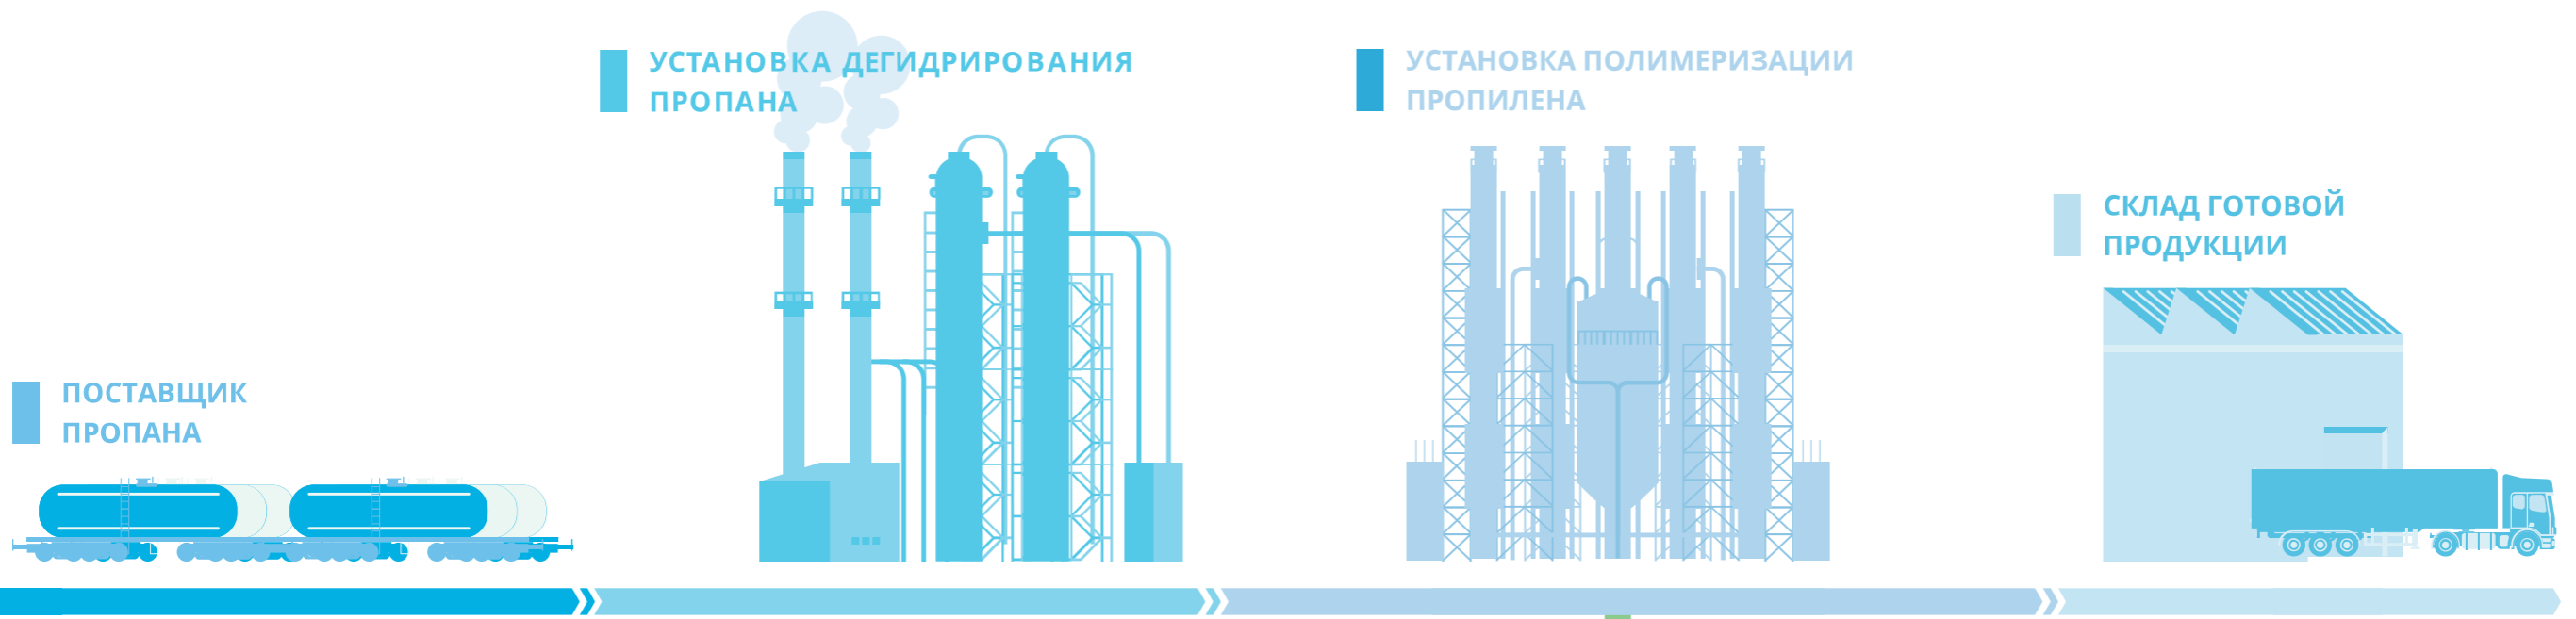 УСТАНОВКА ДЕГИДРИРОВАНИЯ
ПРОПАНА
УСТАНОВКА ПОЛИМЕРИЗАЦИИ
ПРОПИЛЕНА
СКЛАД ГОТОВОЙ
ПРОДУКЦИИ
ПОСТАВЩИК
ПРОПАНА